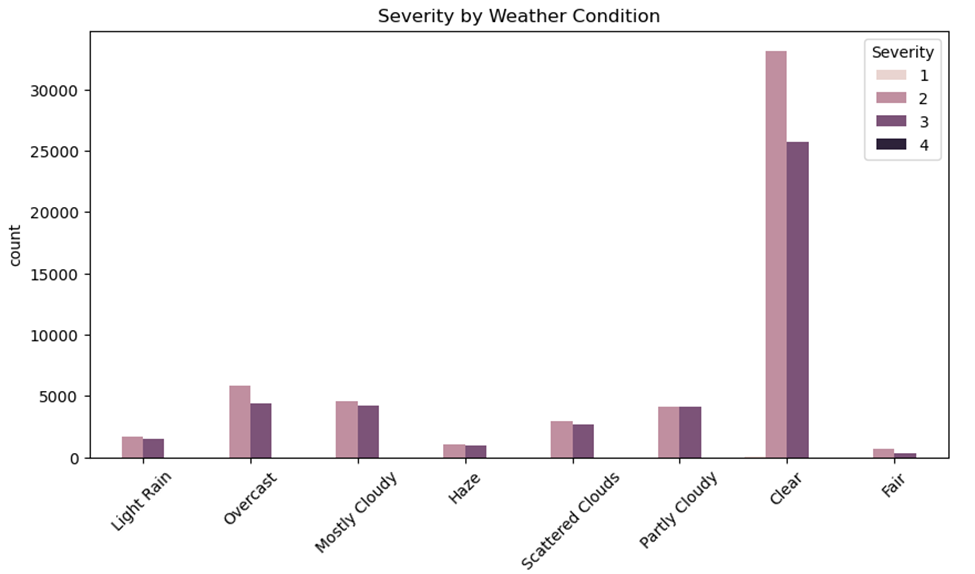 Severity by Weather Condition
Severity
1
2
3
4
count
30000
25000
20000
15000
10000
5000
0
Light Rain
Overcast
Mostly Cloudy
Haze
Scattered Clouds
Partly Cloudy
Clear
Fair